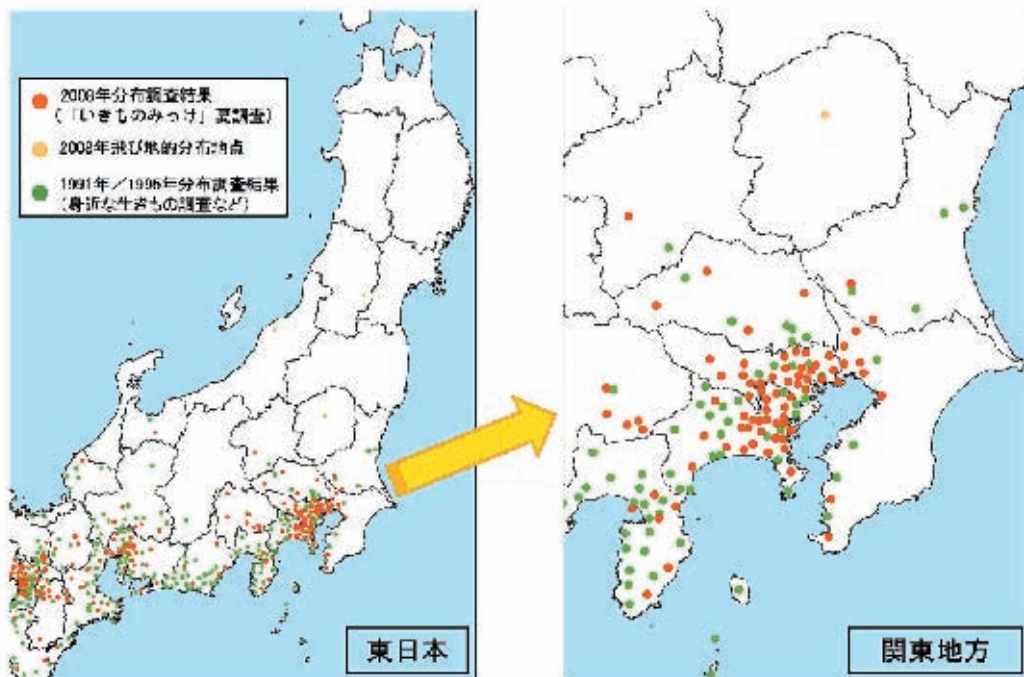 2008年分布調査結果
(「いきものみっけ」夏調査)
2008年飛び地的分布地点
1991年／1995年分布調査結果
(身近な生きもの調査など)
東日本
関東地方